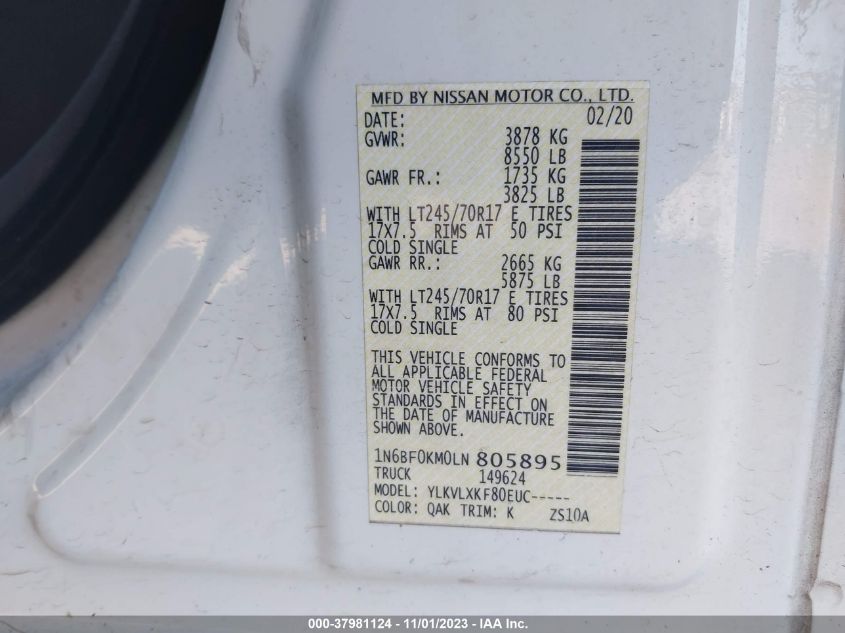 MFD BY NISSAN MOTOR CO., LTD.
DATE: 02/20
GVWR: 3878 KG
8550 LB
GAWR FR.: 1735 KG
3825 LB
WITH LT245/70R17 E TIRES
17X7.5 RIMS AT 50 PSI
COLD SINGLE
GAWR RR.: 2665 KG
5875 LB
WITH LT245/70R17 E TIRES
17X7.5 RIMS AT 80 PSI
COLD SINGLE
THIS VEHICLE CONFORMS TO
ALL APPLICABLE FEDERAL
MOTOR VEHICLE SAFETY
STANDARDS IN EFFECT ON
THE DATE OF MANUFACTURE
SHOWN ABOVE.
1N6BF0KM0LN 805895
TRUCK 149624
MODEL: YLKVLXKF80EUC-----
COLOR: QAK TRIM: K ZS10A
000-37981124 - 11/01/2023 - IAA Inc.